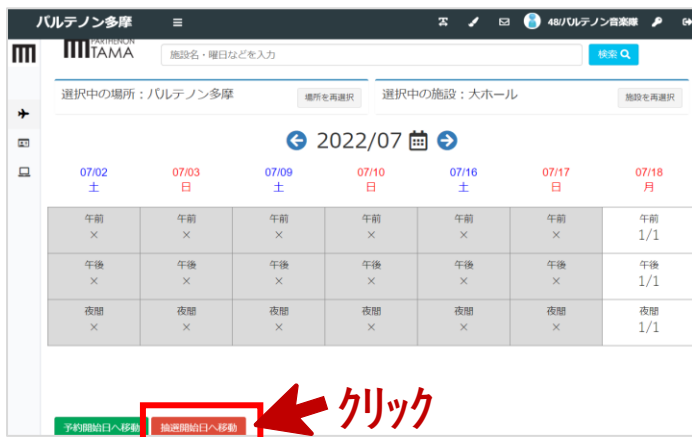 パルテノン多摩
48/パルテノン音楽隊
PARTHENON
TAMA
施設名・曜日などを入力
検索
選択中の場所：パルテノン多摩
場所を再選択
選択中の施設：大ホール
施設を再選択
2022/07
07/02 07/03 07/09 07/10 07/16 07/17 07/18
土 日 土 日 土 日 月
午前 午前 午前 午前 午前 午前 午前
× × × × × × 1/1
午後 午後 午後 午後 午後 午後 午後
× × × × × × 1/1
夜間 夜間 夜間 夜間 夜間 夜間 夜間
× × × × × × 1/1
予約開始日へ移動
抽選開始日へ移動
クリック